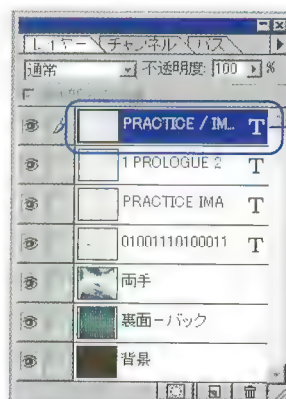 レイヤー チャンネル パス
通常 不透明度: 100 %
PRACTICE / IM... T
1 PROLOGUE 2 T
PRACTICE IMA T
01001110100011 T
両手
裏面-バック
背景